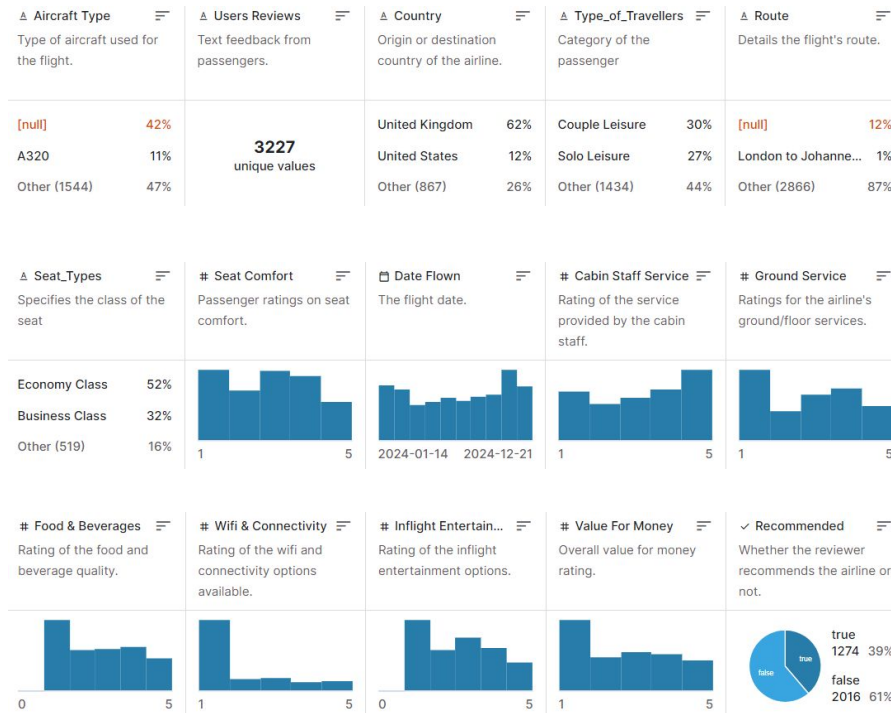 Aircraft Type
Type of aircraft used for
the flight.
[null] 42%
A320 11%
Other (1544) 47%
Users Reviews
Text feedback from
passengers.
3227
unique values
Country
Origin or destination
country of the airline.
United Kingdom 62%
United States 12%
Other (867) 26%
Type_of_Travellers
Category of the
passenger
Couple Leisure 30%
Solo Leisure 27%
Other (1434) 44%
Route
Details the flight's route.
[null] 12%
London to Johanne... 1%
Other (2866) 87%
Seat_Types
Specifies the class of the
seat
Economy Class 52%
Business Class 32%
Other (519) 16%
# Seat Comfort
Passenger ratings on seat
comfort.
1 5
Date Flown
The flight date.
2024-01-14 2024-12-21
# Cabin Staff Service
Rating of the service
provided by the cabin
staff.
1 5
# Ground Service
Ratings for the airline's
ground/floor services.
1 5
# Food & Beverages
Rating of the food and
beverage quality.
0 5
# Wifi & Connectivity
Rating of the wifi and
connectivity options
available.
1 5
# Inflight Entertain...
Rating of the inflight
entertainment options.
0 5
# Value For Money
Overall value for money
rating.
1 5
Recommended
Whether the reviewer
recommends the airline or
not.
true
false
true
1274 39%
false
2016 61%